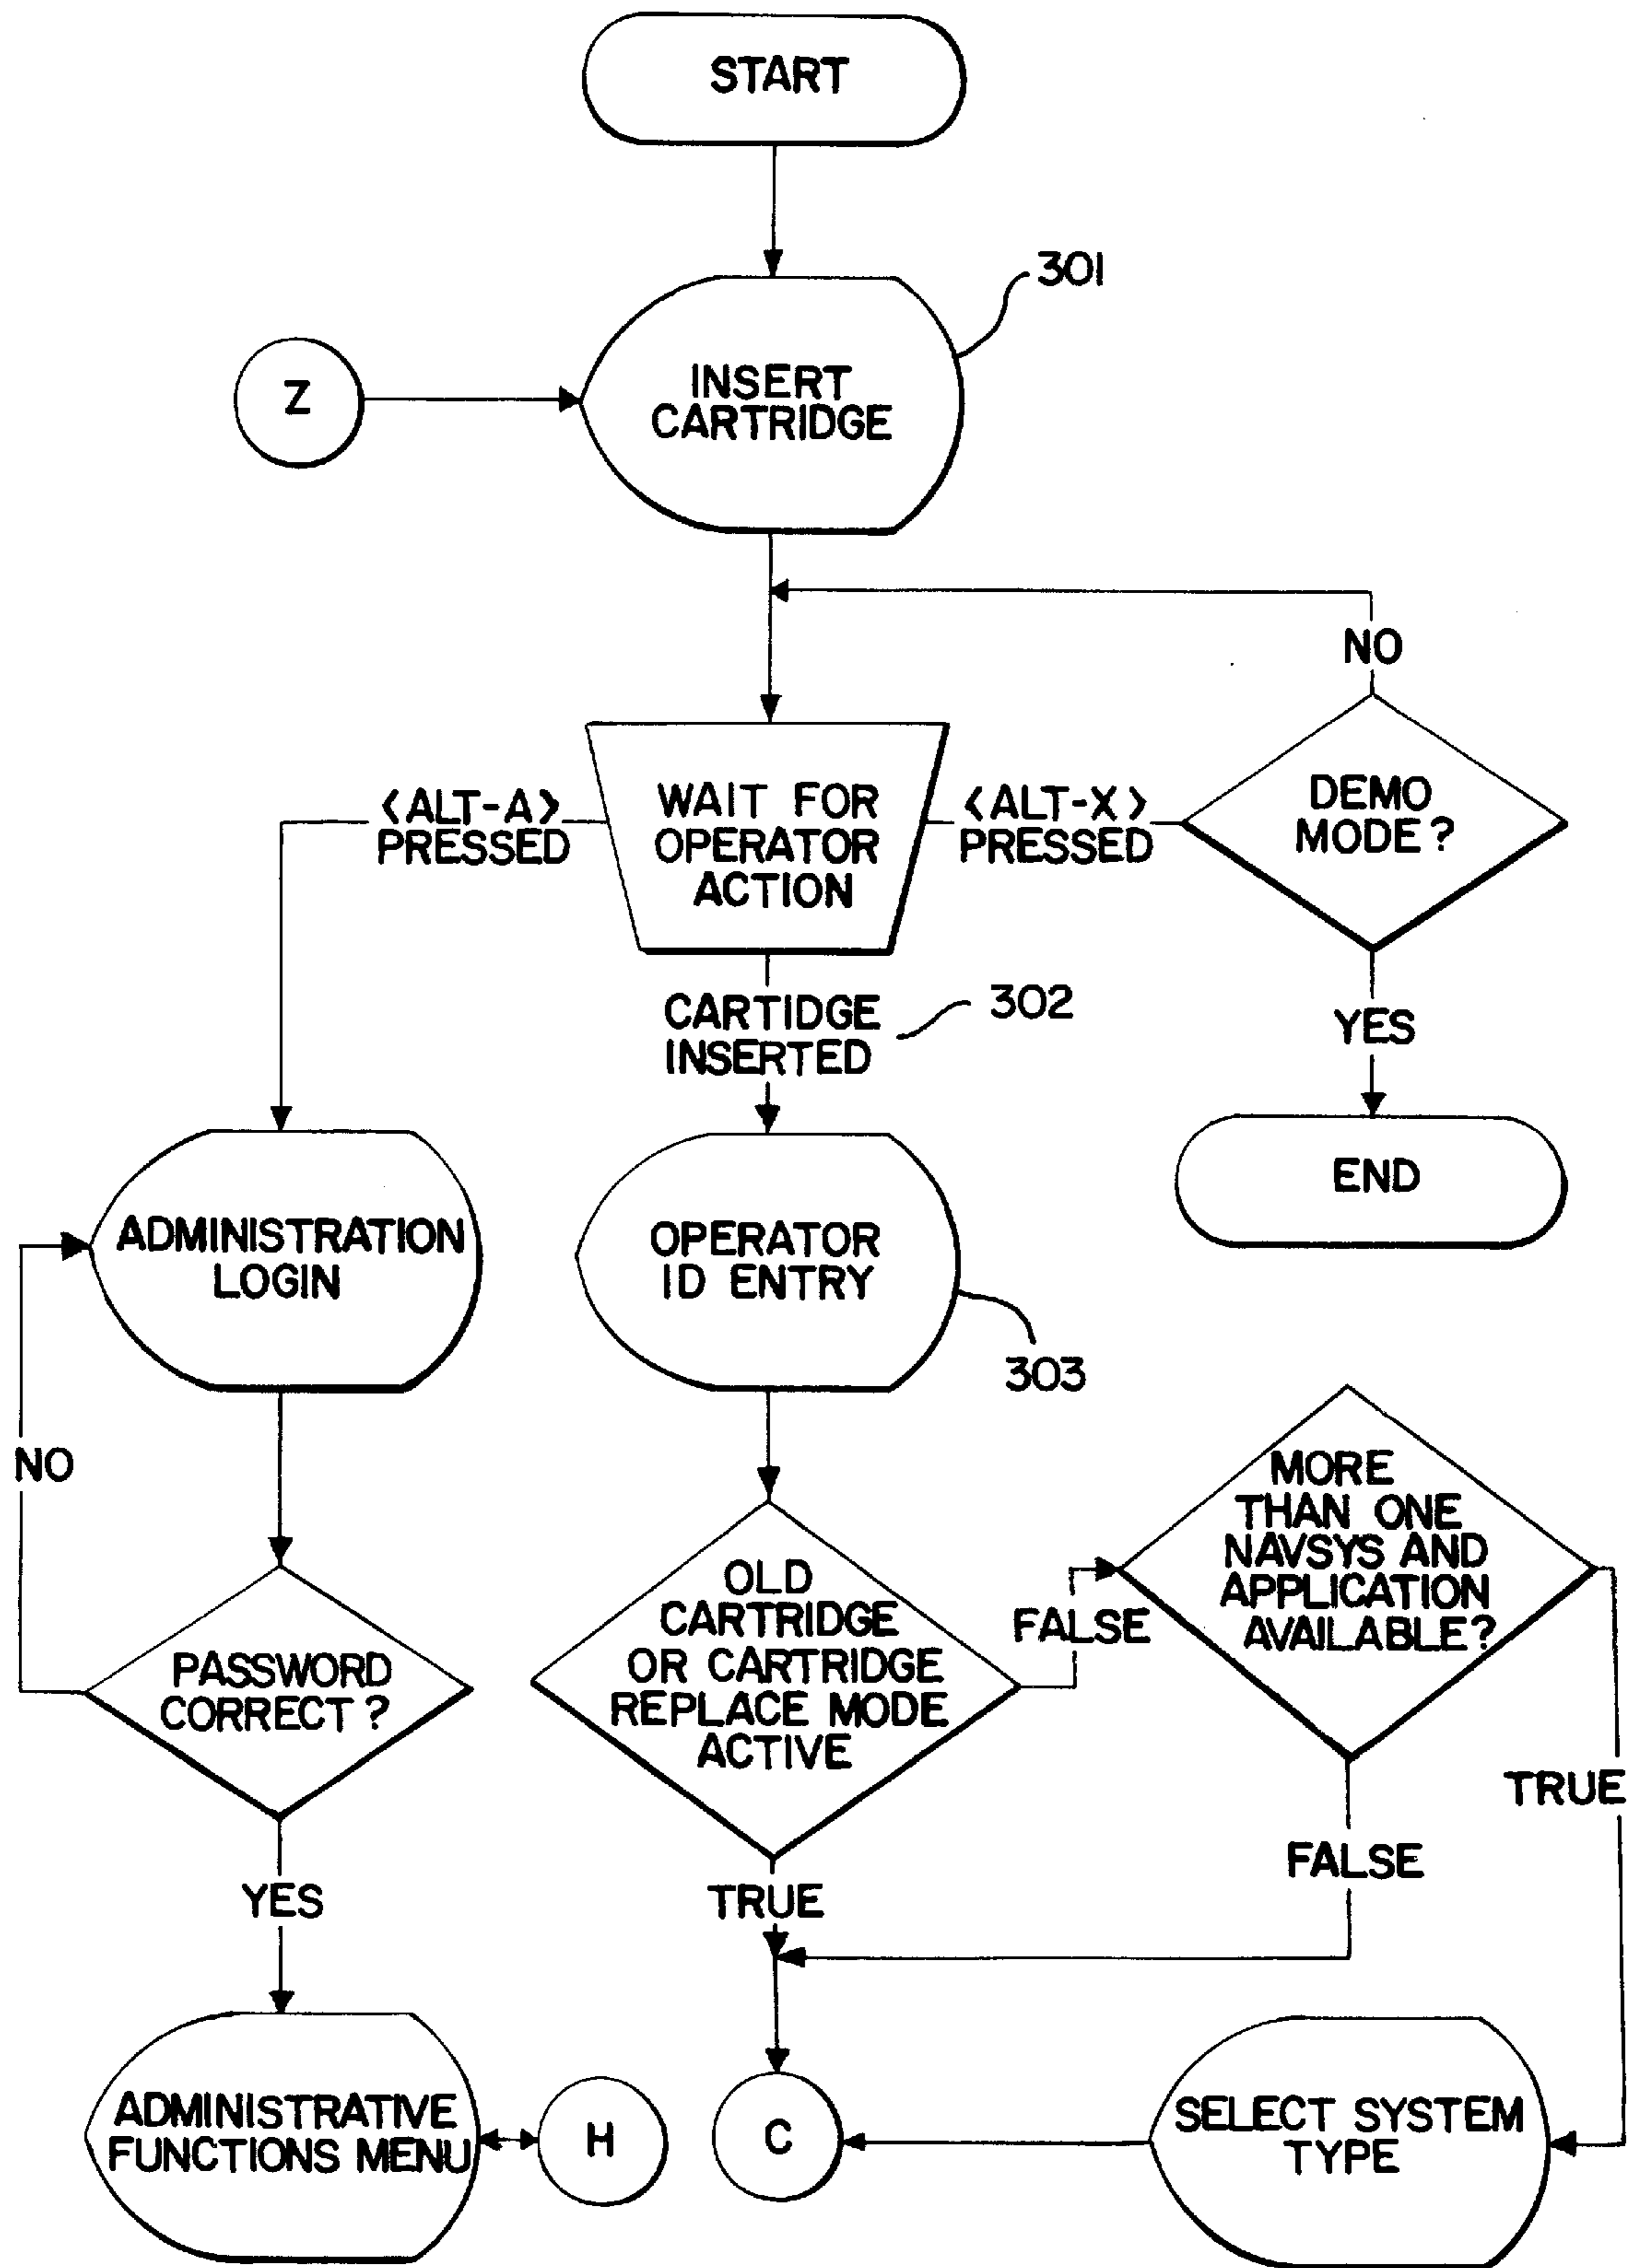 START
301
INSERT
CARTRIDGE
Z
NO
DEMO
MODE?
<ALT-A>
PRESSED
WAIT FOR
OPERATOR
ACTION
<ALT-X>
PRESSED
CARTIDGE
INSERTED
302
YES
END
ADMINISTRATION
LOGIN
OPERATOR
ID ENTRY
303
NO
MORE
THAN ONE
NAVSYS AND
APPLICATION
AVAILABLE?
OLD
CARTRIDGE
OR CARTRIDGE
REPLACE MODE
ACTIVE
FALSE
PASSWORD
CORRECT?
TRUE
FALSE
YES
TRUE
ADMINISTRATIVE
FUNCTIONS MENU
H
C
SELECT SYSTEM
TYPE